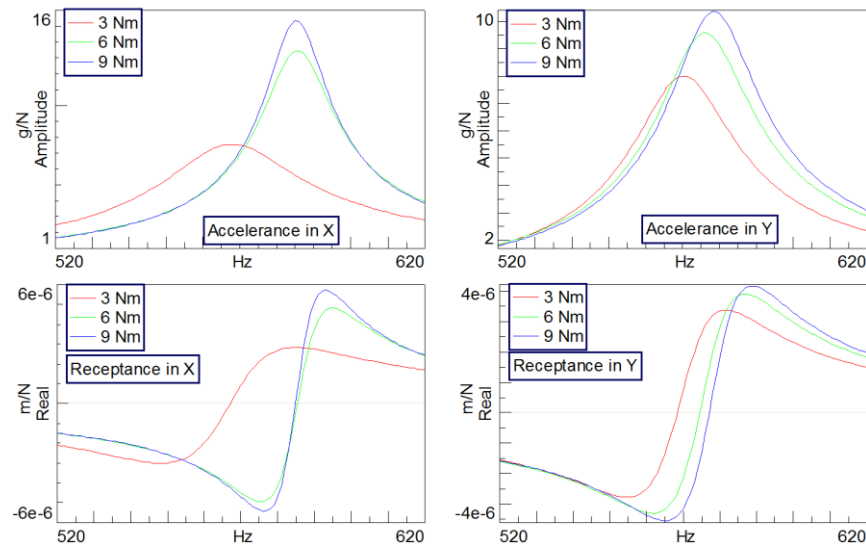 16
g/N
Amplitude
1
3 Nm
6 Nm
9 Nm
Accelerance in X
520
Hz
620
10
g/N
Amplitude
2
3 Nm
6 Nm
9 Nm
Accelerance in Y
520
Hz
620
6e-6
m/N
Real
-6e-6
3 Nm
6 Nm
9 Nm
Receptance in X
520
Hz
620
4e-6
m/N
Real
-4e-6
3 Nm
6 Nm
9 Nm
Receptance in Y
520
Hz
620